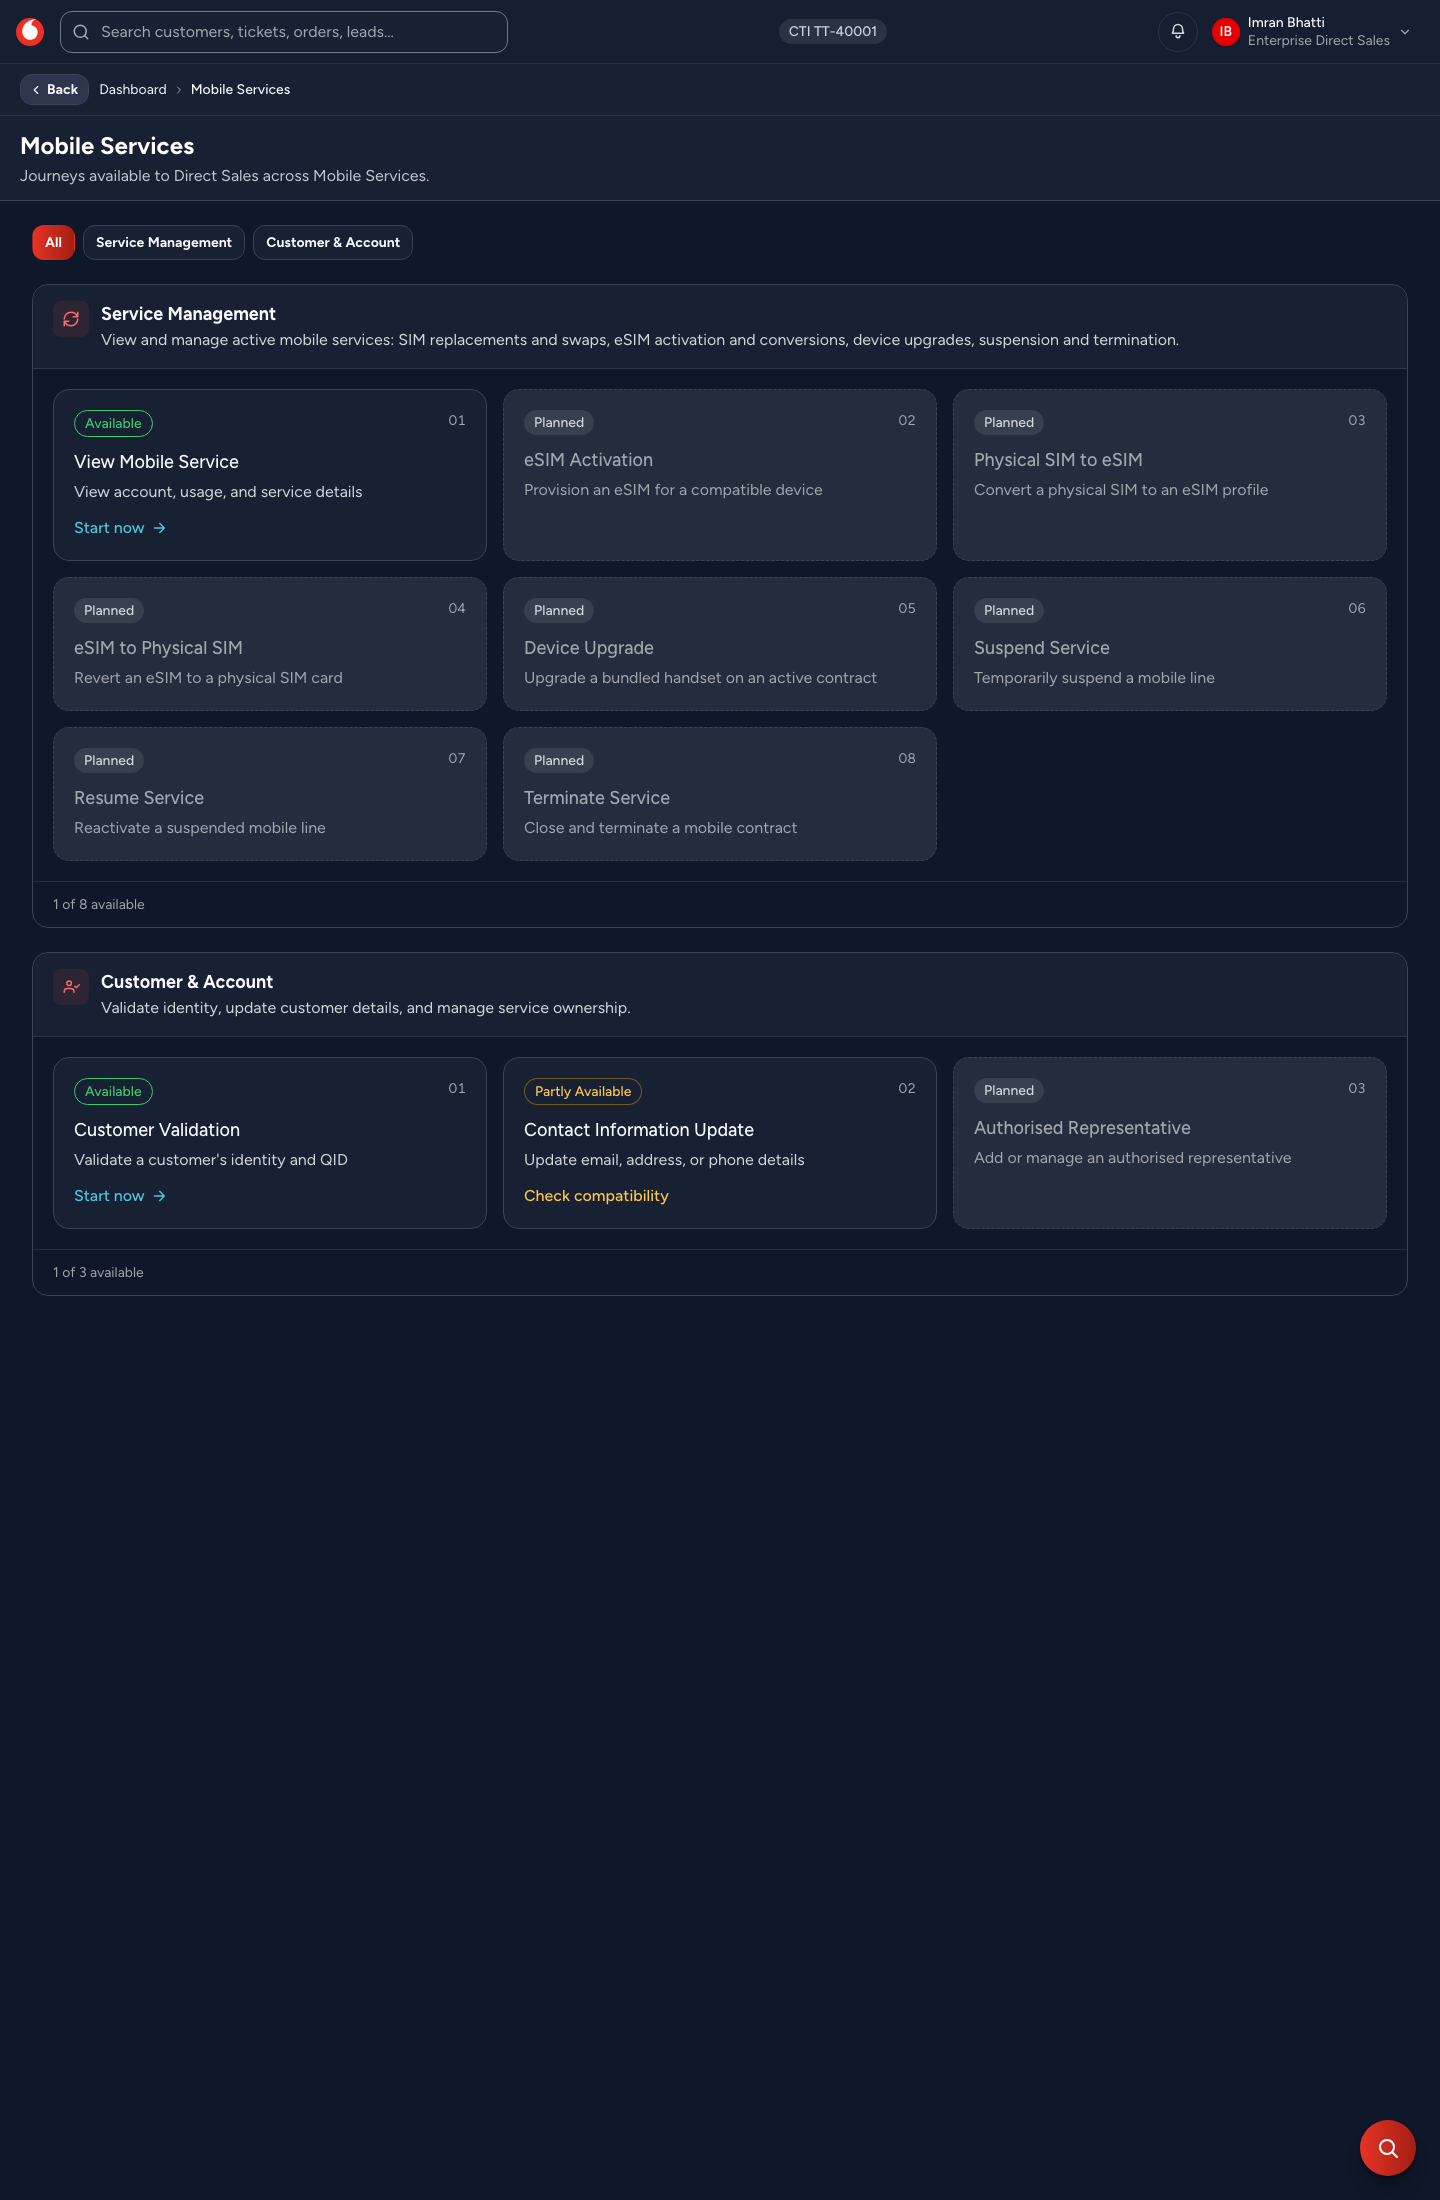 Search customers, tickets, orders, leads...
CTI TT-40001
IB
Imran Bhatti
Enterprise Direct Sales
Back
Dashboard
Mobile Services
Mobile Services
Journeys available to Direct Sales across Mobile Services.
All
Service Management
Customer & Account
Service Management
View and manage active mobile services: SIM replacements and swaps, eSIM activation and conversions, device upgrades, suspension and termination.
Available
01
View Mobile Service
View account, usage, and service details
Start now
Planned
02
eSIM Activation
Provision an eSIM for a compatible device
Planned
03
Physical SIM to eSIM
Convert a physical SIM to an eSIM profile
Planned
04
eSIM to Physical SIM
Revert an eSIM to a physical SIM card
Planned
05
Device Upgrade
Upgrade a bundled handset on an active contract
Planned
06
Suspend Service
Temporarily suspend a mobile line
Planned
07
Resume Service
Reactivate a suspended mobile line
Planned
08
Terminate Service
Close and terminate a mobile contract
1 of 8 available
Customer & Account
Validate identity, update customer details, and manage service ownership.
Available
01
Customer Validation
Validate a customer's identity and QID
Start now
Partly Available
02
Contact Information Update
Update email, address, or phone details
Check compatibility
Planned
03
Authorised Representative
Add or manage an authorised representative
1 of 3 available